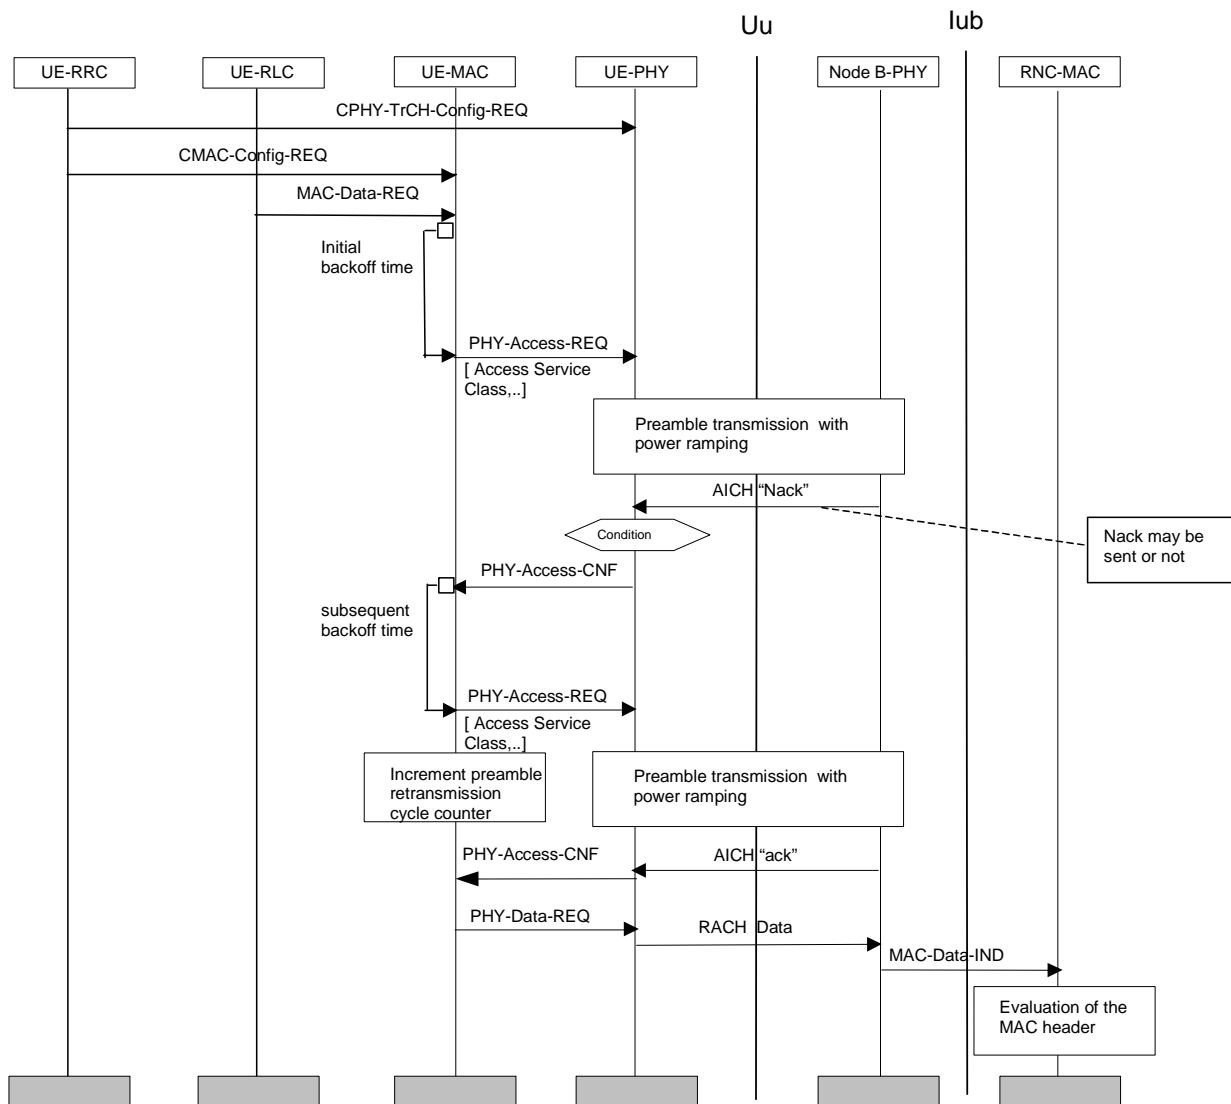 Uu
Iub
UE-RRC
UE-RLC
UE-MAC
UE-PHY
Node B-PHY
RNC-MAC
CPHY-TrCH-Config-REQ
CMAC-Config-REQ
MAC-Data-REQ
Initial
backoff time
PHY-Access-REQ
[ Access Service
Class,..]
Preamble transmission with
power ramping
AICH “Nack”
Condition
Nack may be
sent or not
PHY-Access-CNF
subsequent
backoff time
PHY-Access-REQ
[ Access Service
Class,..]
Increment preamble
retransmission
cycle counter
Preamble transmission with
power ramping
PHY-Access-CNF
AICH “ack”
PHY-Data-REQ
RACH Data
MAC-Data-IND
Evaluation of the
MAC header